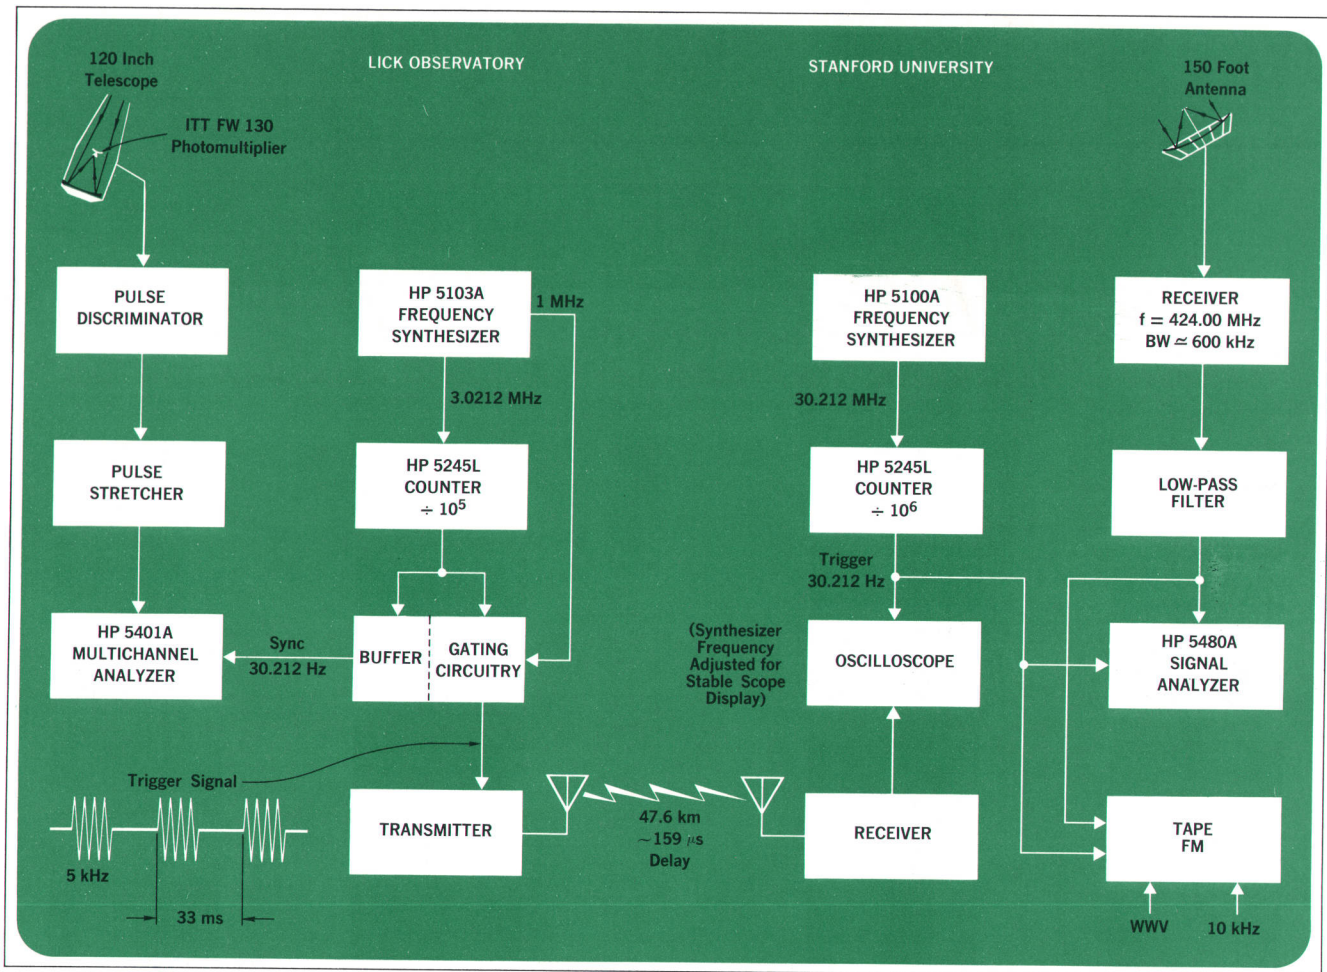 LICK OBSERVATORY
STANFORD UNIVERSITY
120 Inch
Telescope
ITT FW 130
Photomultiplier
150 Foot
Antenna
PULSE
DISCRIMINATOR
HP 5103A
FREQUENCY
SYNTHESIZER
1 MHz
HP 5100A
FREQUENCY
SYNTHESIZER
RECEIVER
f = 424.00 MHz
BW ≃ 600 kHz
3.0212 MHz
30.212 MHz
PULSE
STRETCHER
HP 5245L
COUNTER
÷ 10⁵
HP 5245L
COUNTER
÷ 10⁶
LOW-PASS
FILTER
Trigger
30.212 Hz
HP 5401A
MULTICHANNEL
ANALYZER
Sync
30.212 Hz
BUFFER
GATING
CIRCUITRY
(Synthesizer
Frequency
Adjusted for
Stable Scope
Display)
OSCILLOSCOPE
HP 5480A
SIGNAL
ANALYZER
Trigger Signal
5 kHz
33 ms
TRANSMITTER
47.6 km
~159 μs
Delay
RECEIVER
TAPE
FM
WWV
10 kHz